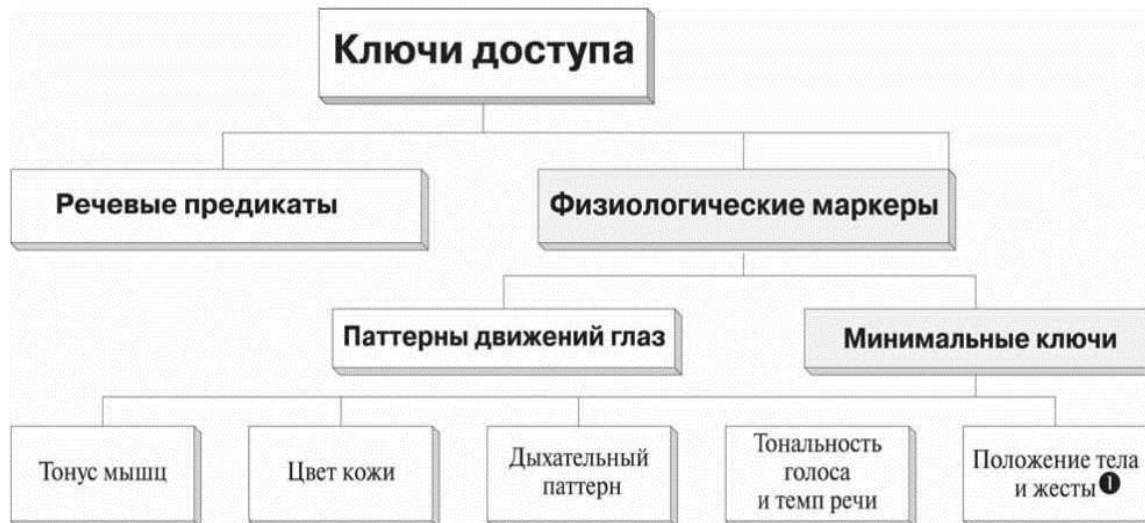 Ключи доступа
Речевые предикаты
Физиологические маркеры
Паттерны движений глаз
Минимальные ключи
Тонус мышц
Цвет кожи
Дыхательный
паттерн
Тональность
голоса
и темп речи
Положение тела
и жесты ❶